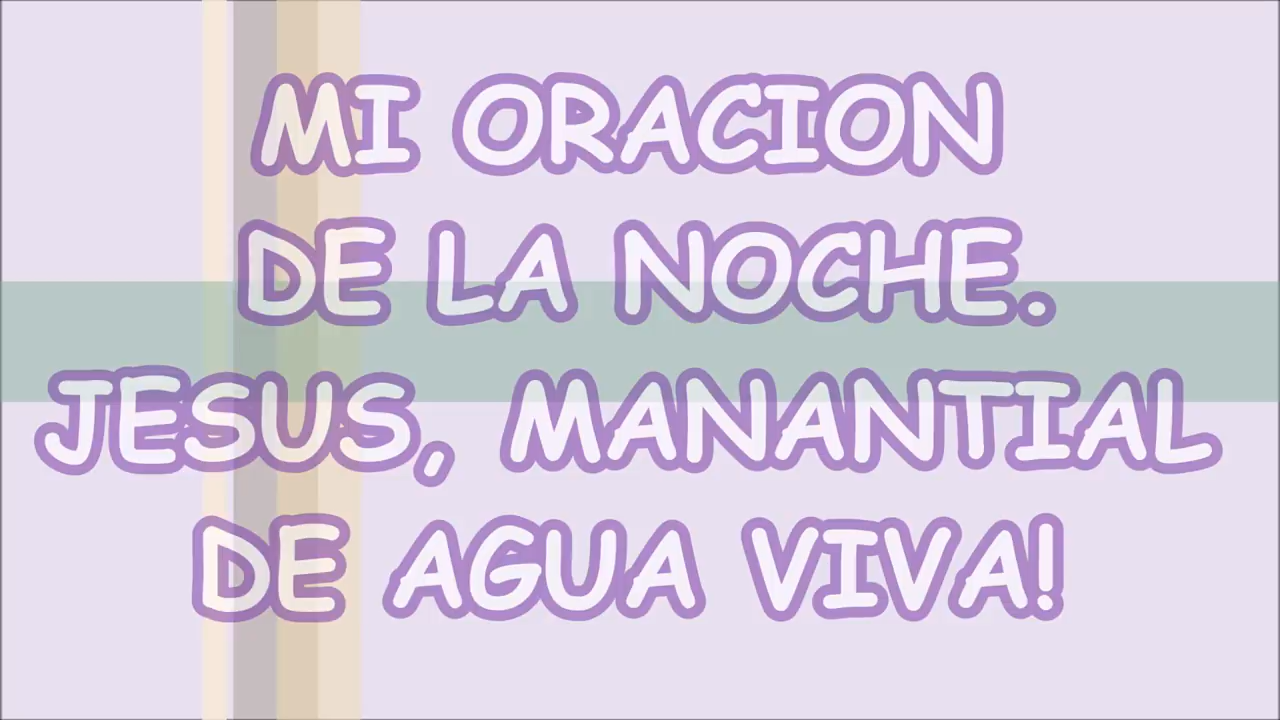 MI ORACION
DE LA NOCHE.
JESUS, MANANTIAL
DE AGUA VIVA!